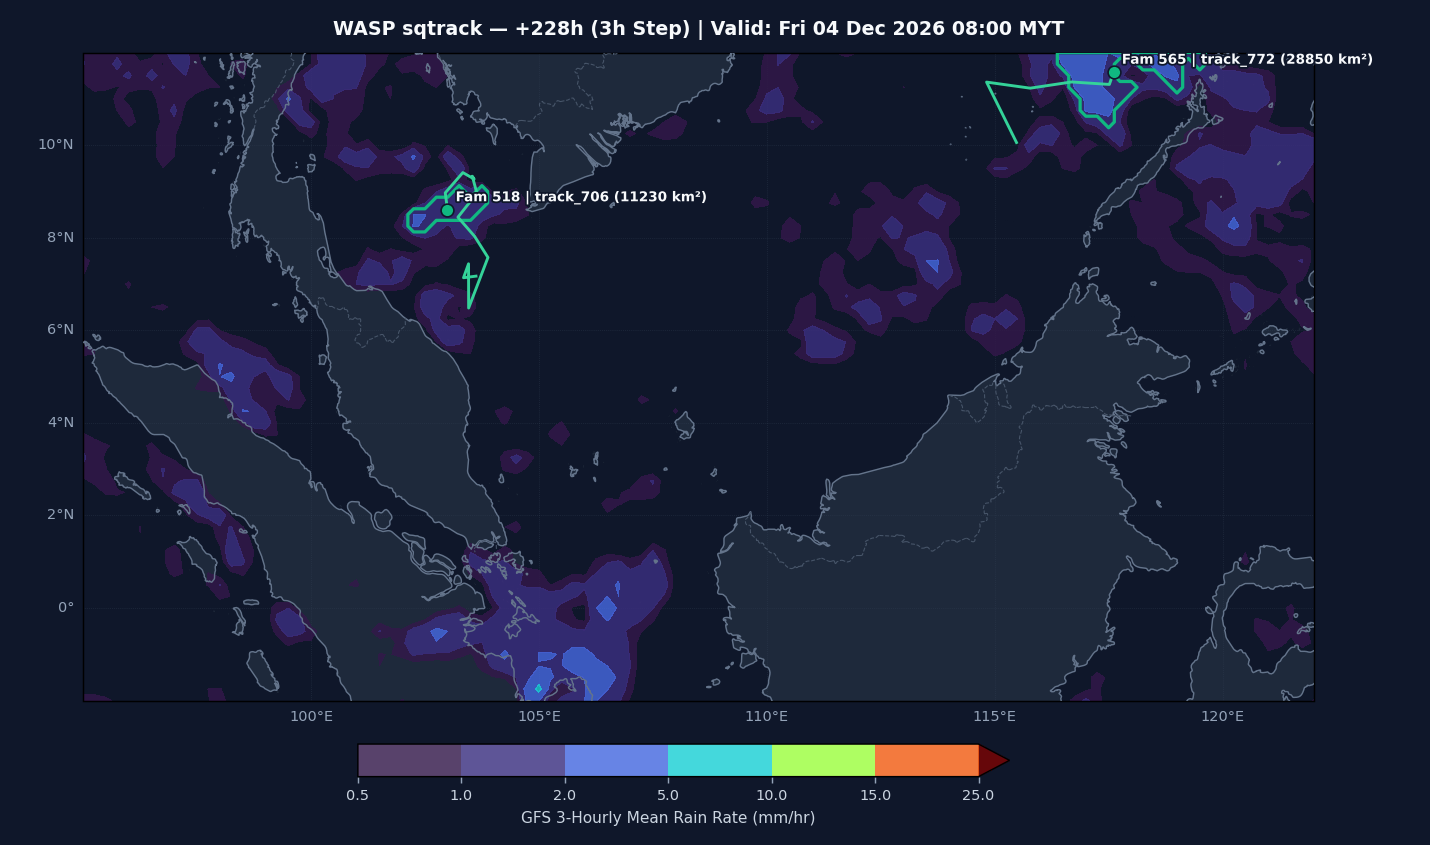 WASP sqtrack — +228h (3h Step) | Valid: Fri 04 Dec 2026 08:00 MYT
Fam 565 | track_772 (28850 km²)
10°N
Fam 518 | track_706 (11230 km²)
8°N
6°N
4°N
2°N
0°
100°E 105°E 110°E 115°E 120°E
0.5 1.0 2.0 5.0 10.0 15.0 25.0
GFS 3-Hourly Mean Rain Rate (mm/hr)